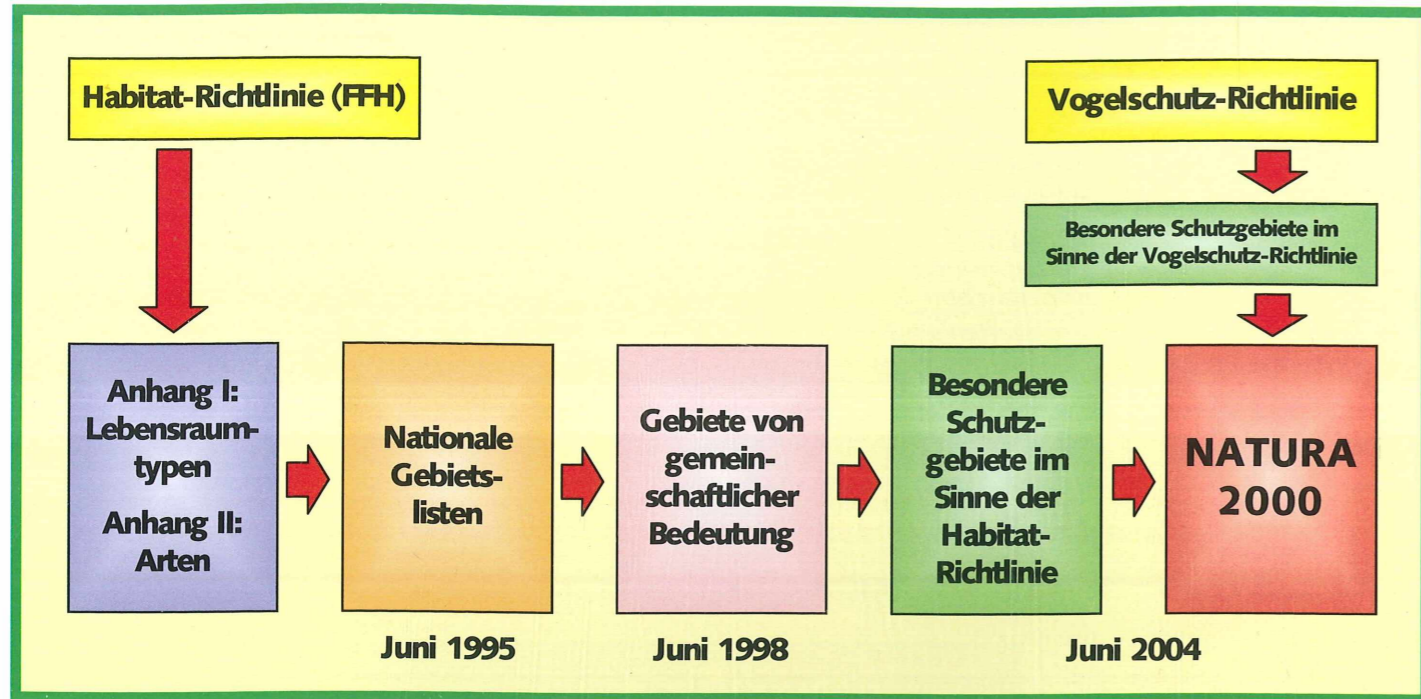 Habitat-Richtlinie (FFH)
Vogelschutz-Richtlinie
Besondere Schutzgebiete im
Sinne der Vogelschutz-Richtlinie
Anhang I:
Lebensraum-
typen
Anhang II:
Arten
Nationale
Gebiets-
listen
Gebiete von
gemein-
schaftlicher
Bedeutung
Besondere
Schutz-
gebiete im
Sinne der
Habitat-
Richtlinie
NATURA
2000
Juni 1995
Juni 1998
Juni 2004